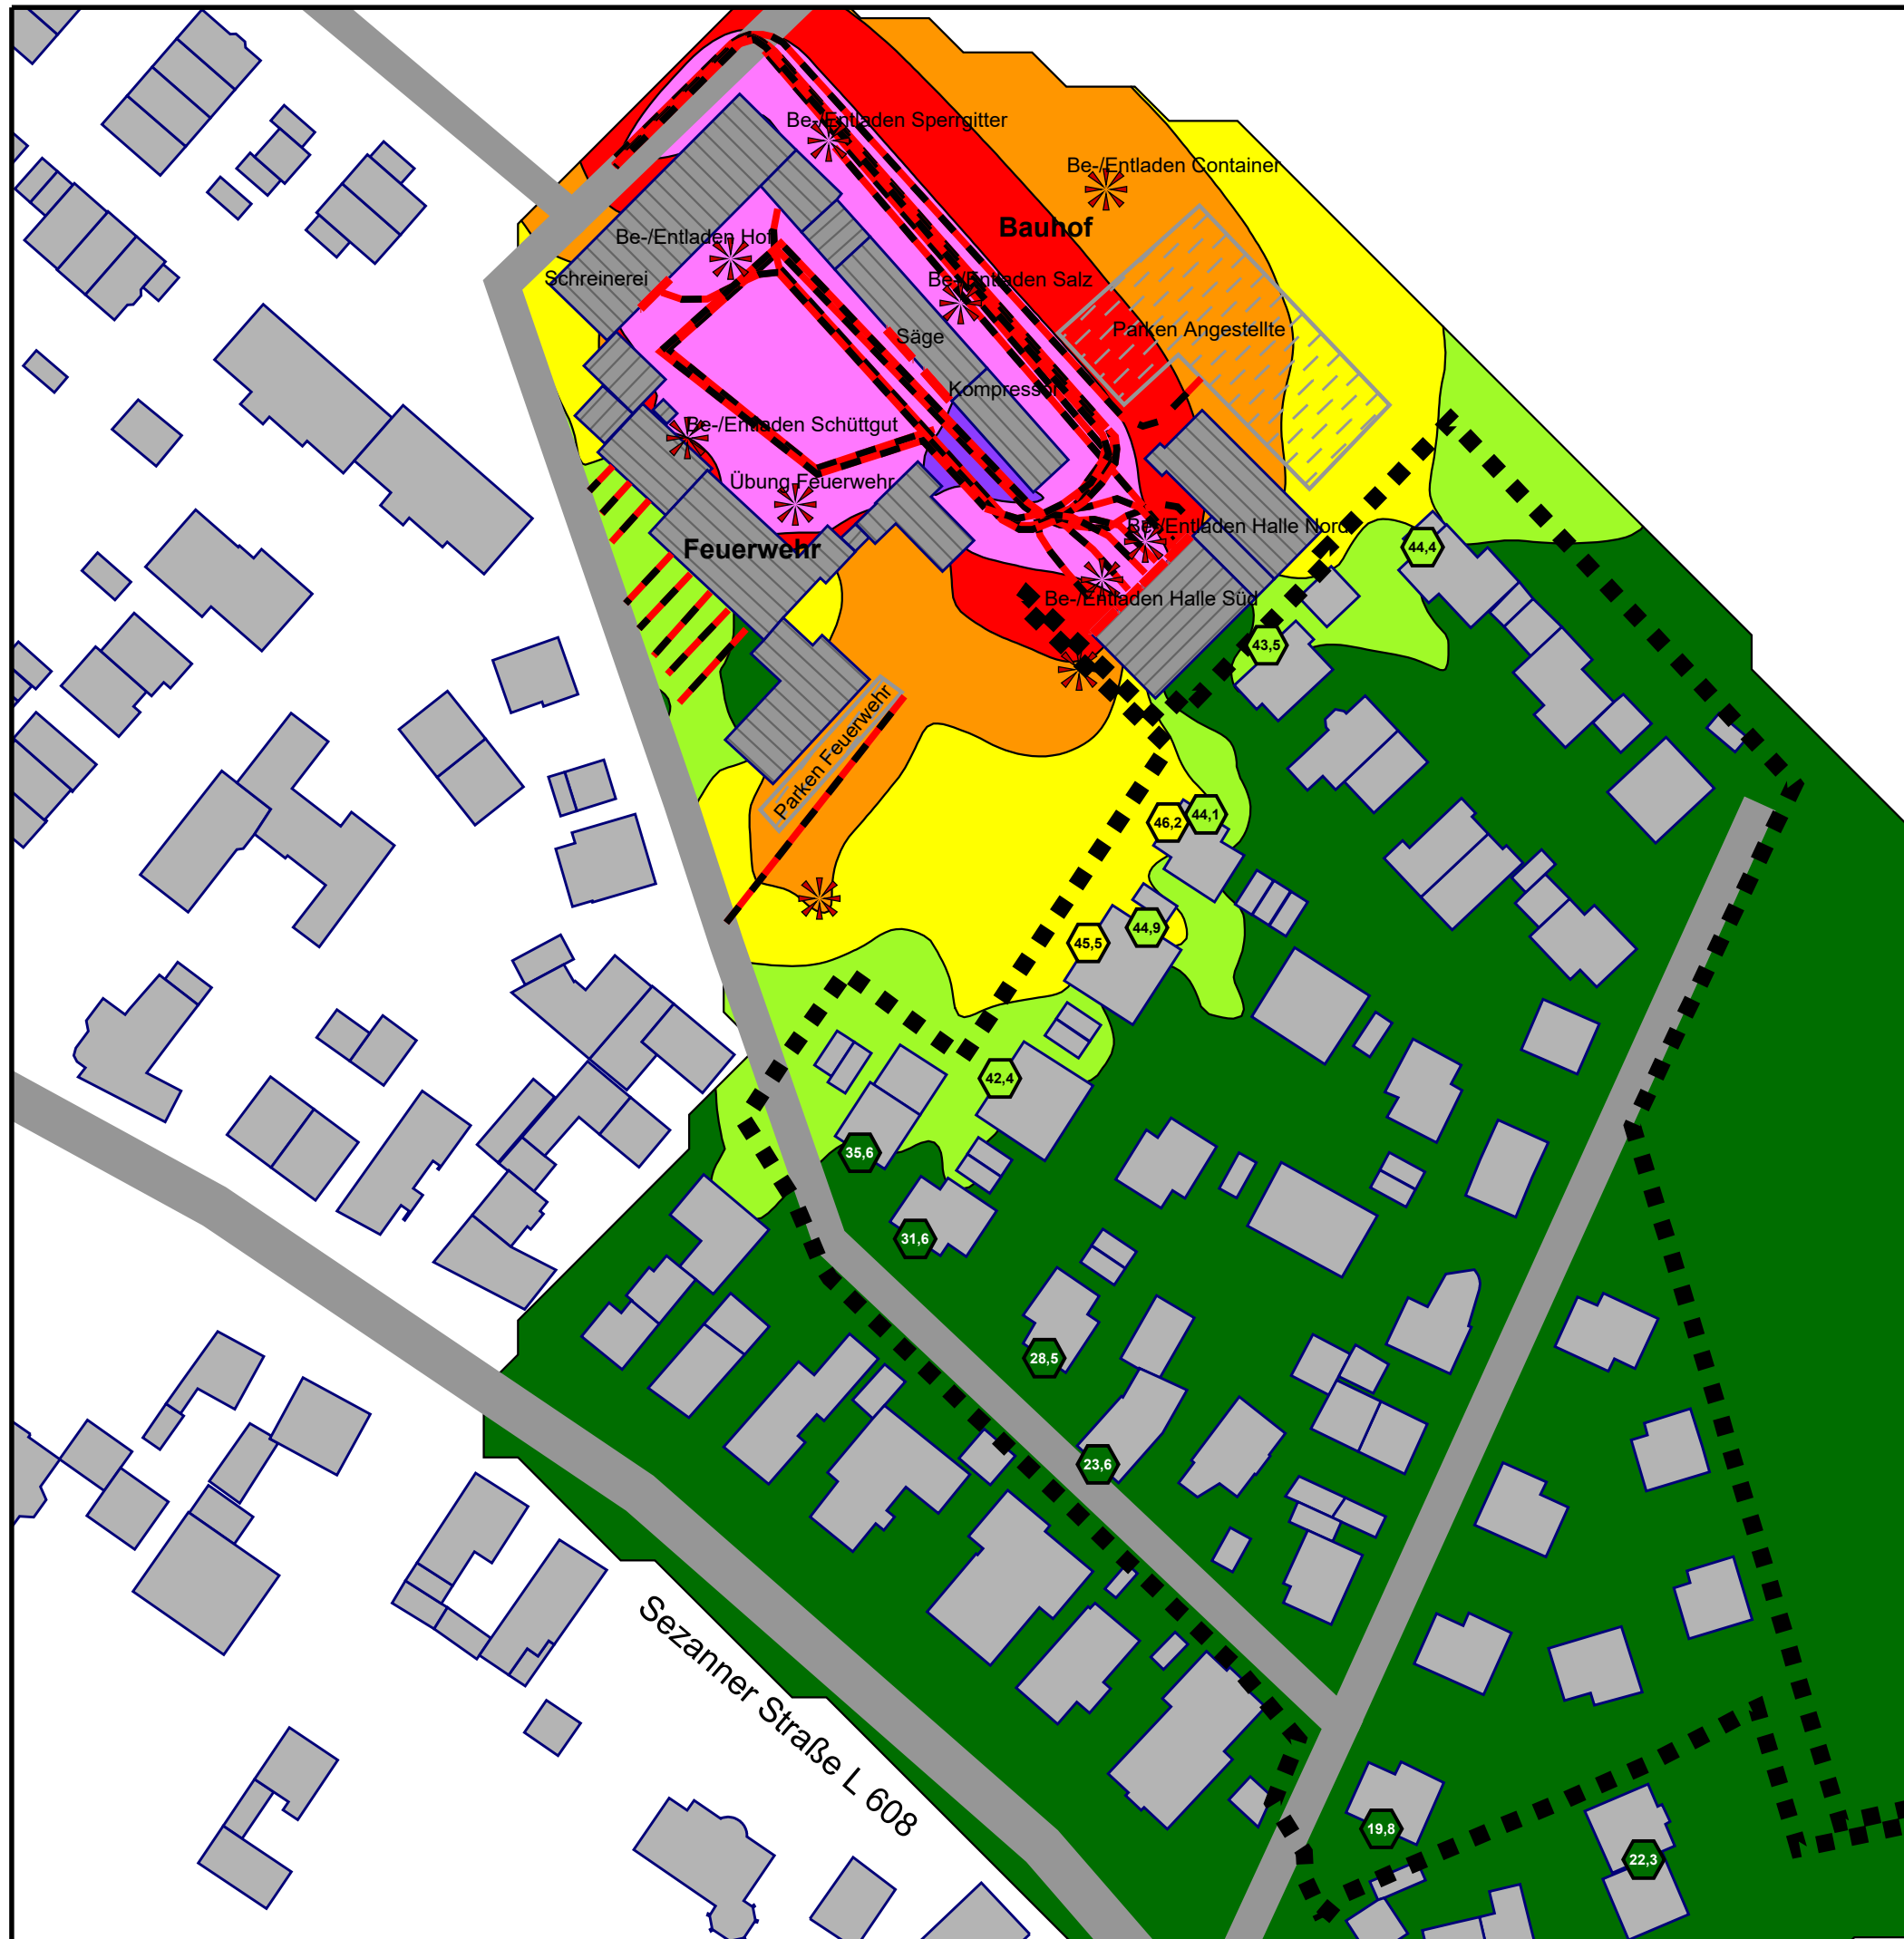 Be-/Entladen Sperrgitter
Be-/Entladen Container
Bauhof
Be-/Entladen Hof
Schreinerei
Be-/Entladen Salz
Parken Angestellte
Säge
Kompressor
Be-/Entladen Schüttgut
Übung Feuerwehr
Be-/Entladen Halle Nord
Feuerwehr
44,4
Be-/Entladen Halle Süd
43,5
Parken Feuerwehr
46,2
44,1
44,9
45,5
42,4
35,6
31,6
28,5
23,6
Sezanner Straße L 608
19,8
22,3